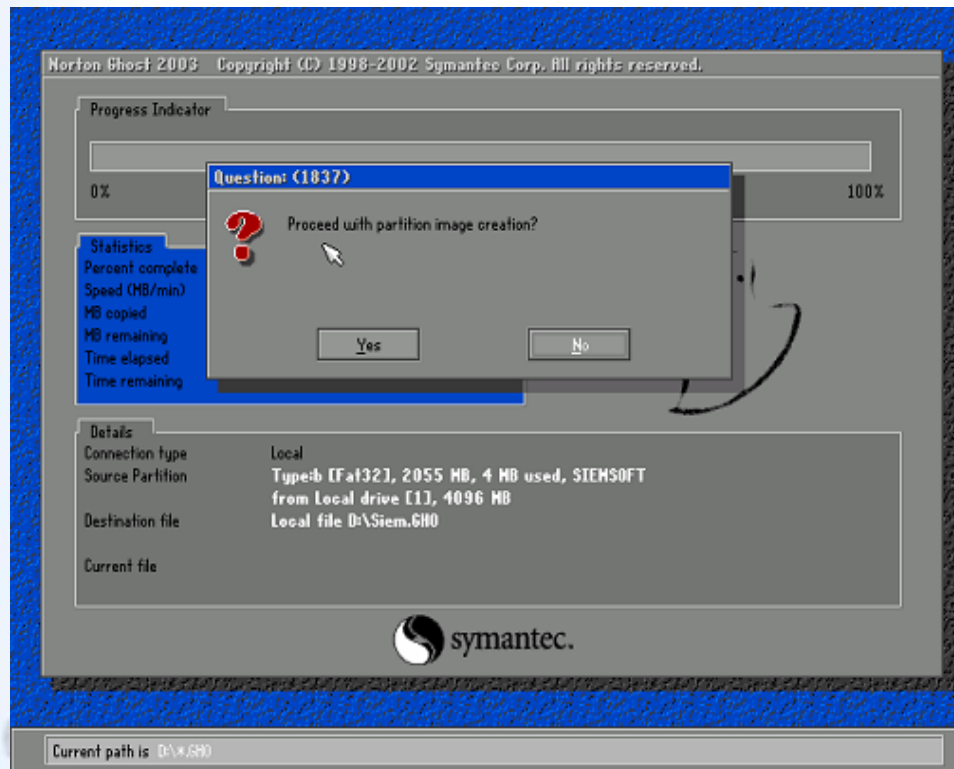 Norton Ghost 2003 Copyright (C) 1998-2002 Symantec Corp. All rights reserved.
Progress Indicator
0%
100%
Question: (1837)
Proceed with partition image creation?
Yes
No
Statistics
Percent complete
Speed (MB/min)
MB copied
MB remaining
Time elapsed
Time remaining
Details
Connection type Local
Source Partition Type:b [Fat32], 2055 MB, 4 MB used, SIEMSOFT
from Local drive [1], 4096 MB
Destination file Local file D:\Siem.GHO
Current file
symantec.
Current path is D:\*.GHO